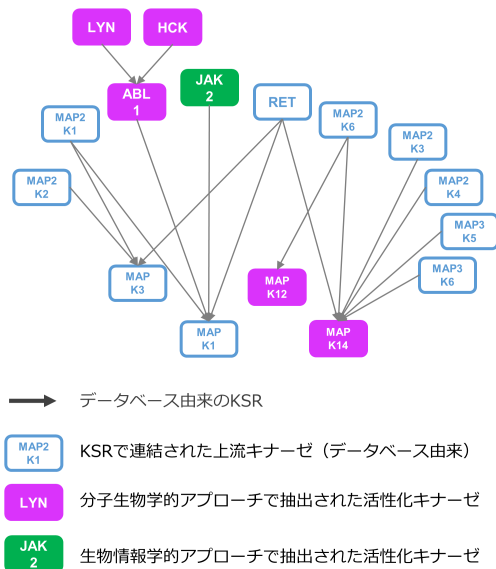 LYN
HCK
ABL
1
JAK
2
RET
MAP2
K1
MAP2
K6
MAP2
K3
MAP2
K2
MAP2
K4
MAP3
K5
MAP3
K6
MAP
K3
MAP
K12
MAP
K1
MAP
K14
データベース由来のKSR
MAP2
K1
KSRで連結された上流キナーゼ（データベース由来）
LYN
分子生物学的アプローチで抽出された活性化キナーゼ
JAK
2
生物情報学的アプローチで抽出された活性化キナーゼ